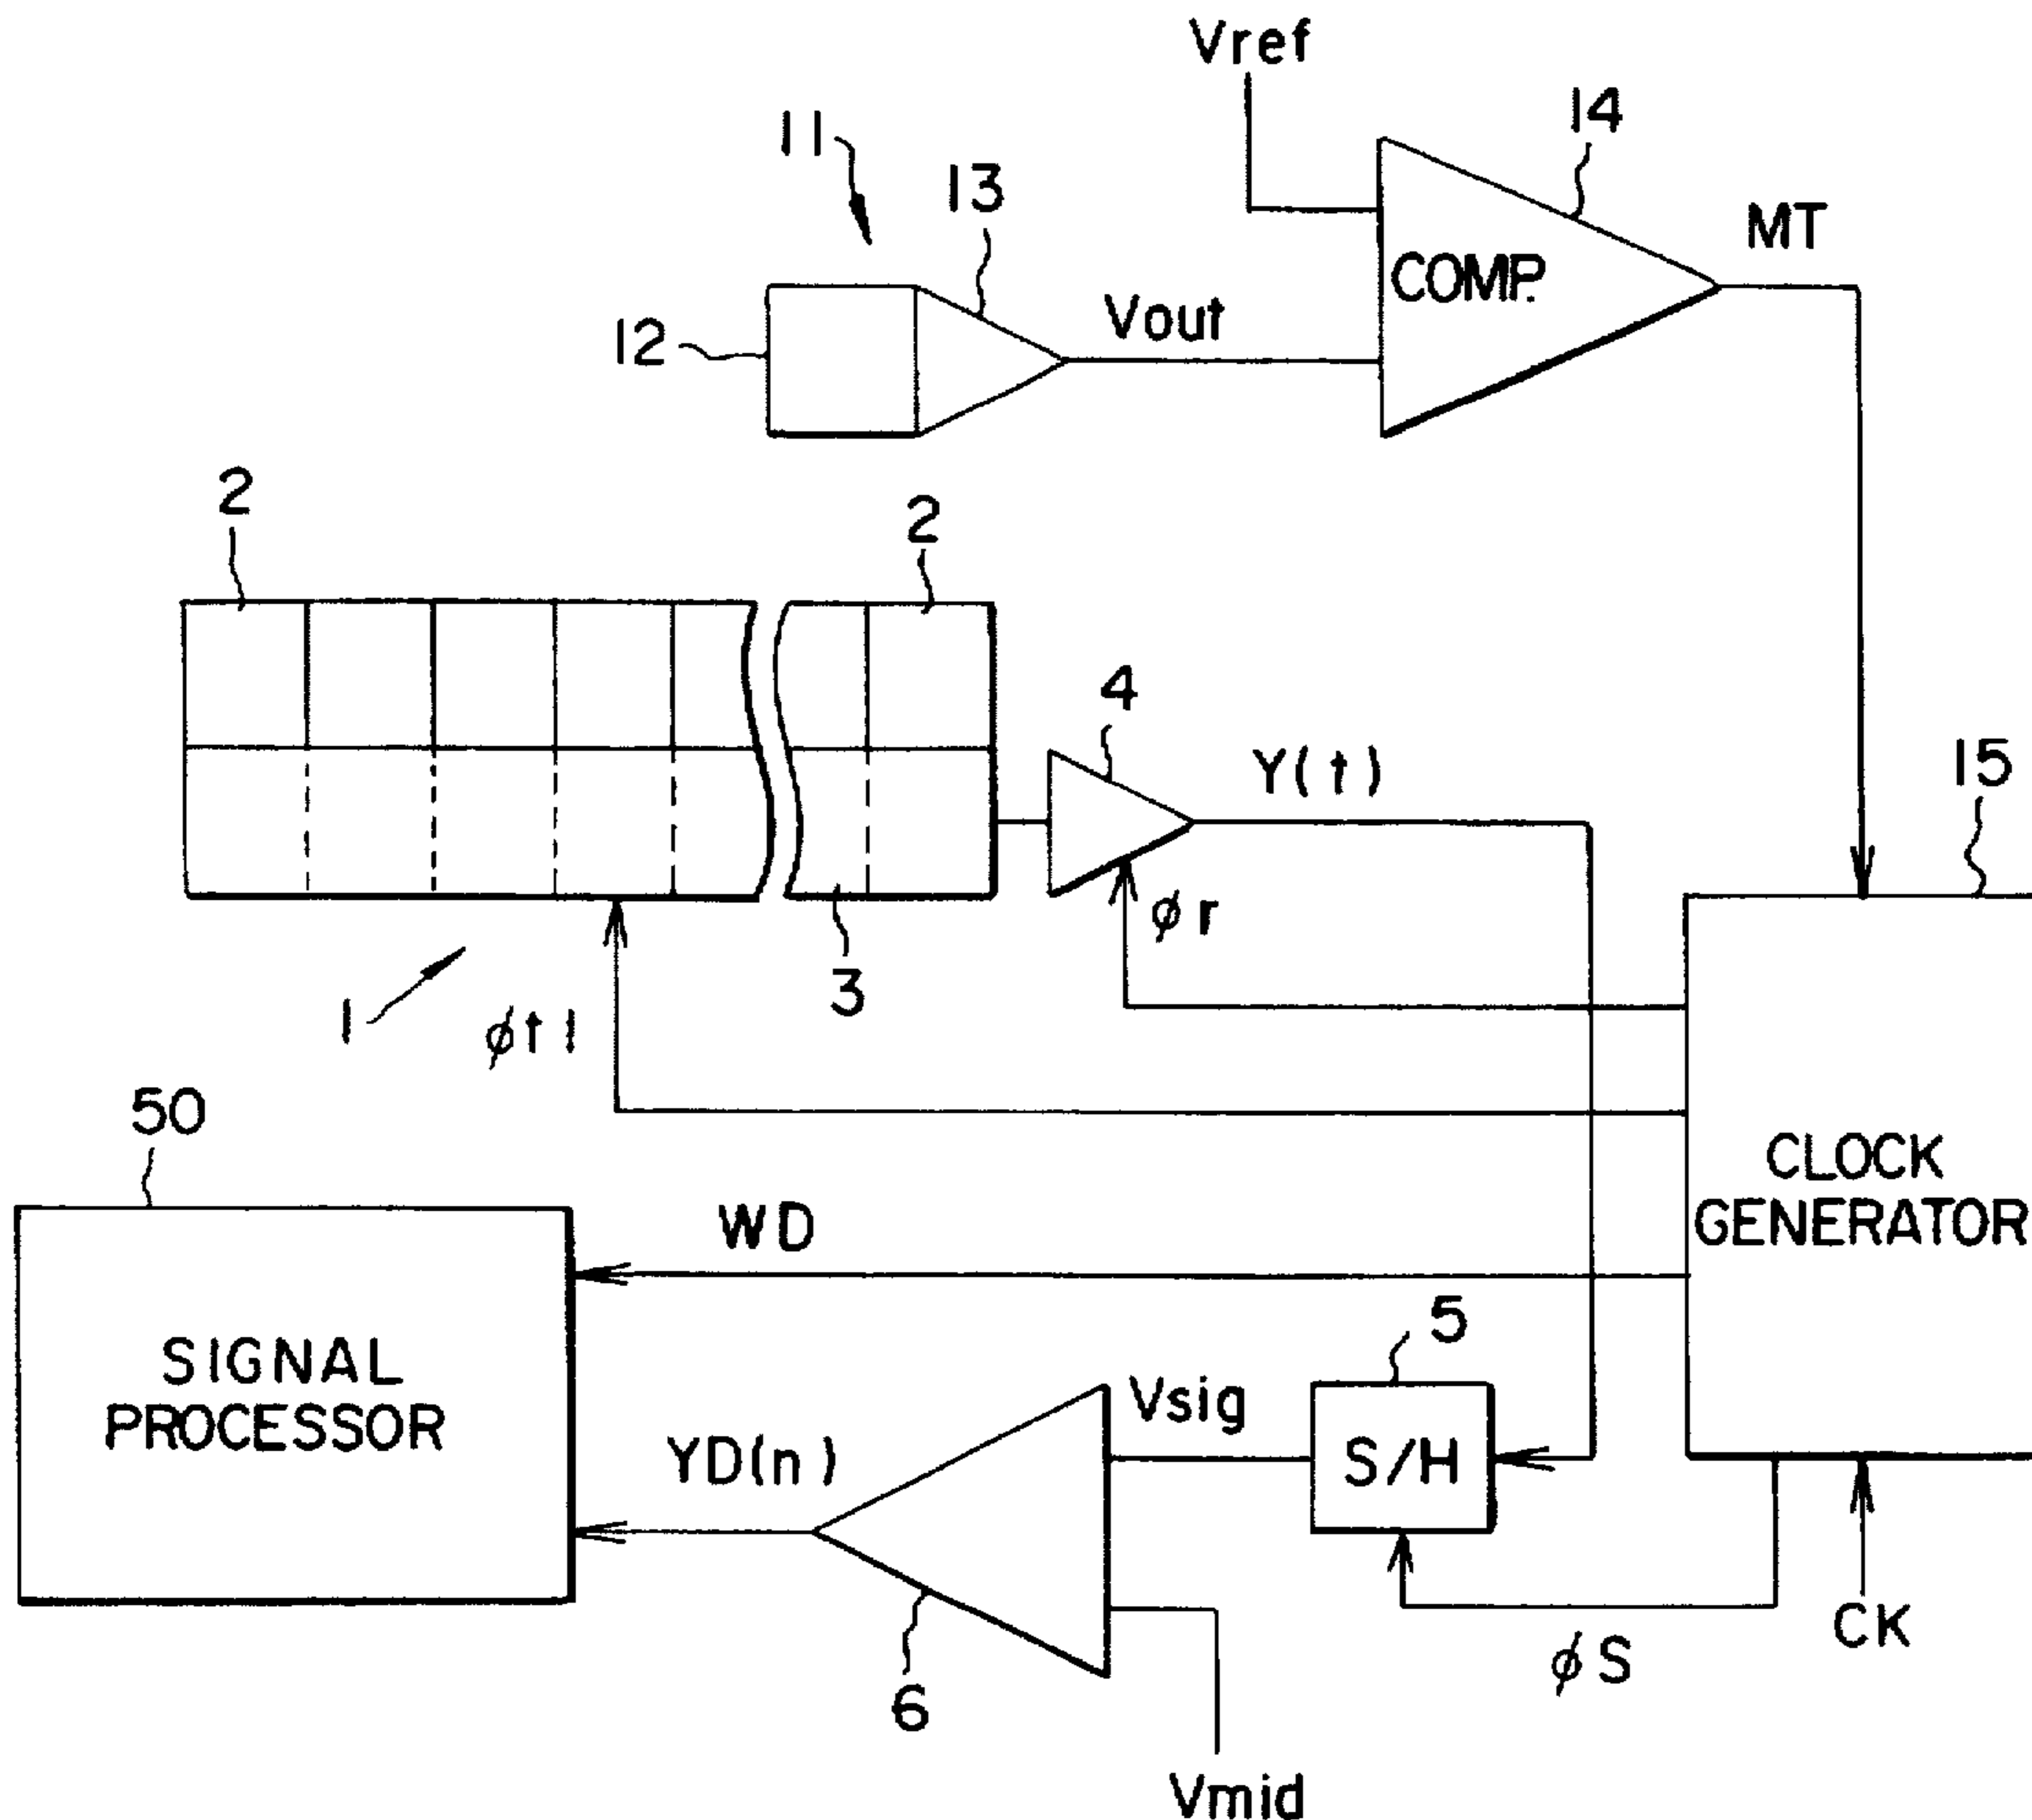 Vref
14
11
13
MT
COMP.
12
Vout
2
2
4
Y(t)
15
φr
1
3
φt1
50
CLOCK
GENERATOR
WD
5
SIGNAL
PROCESSOR
Vsig
S/H
YD(n)
CK
φS
6
Vmid